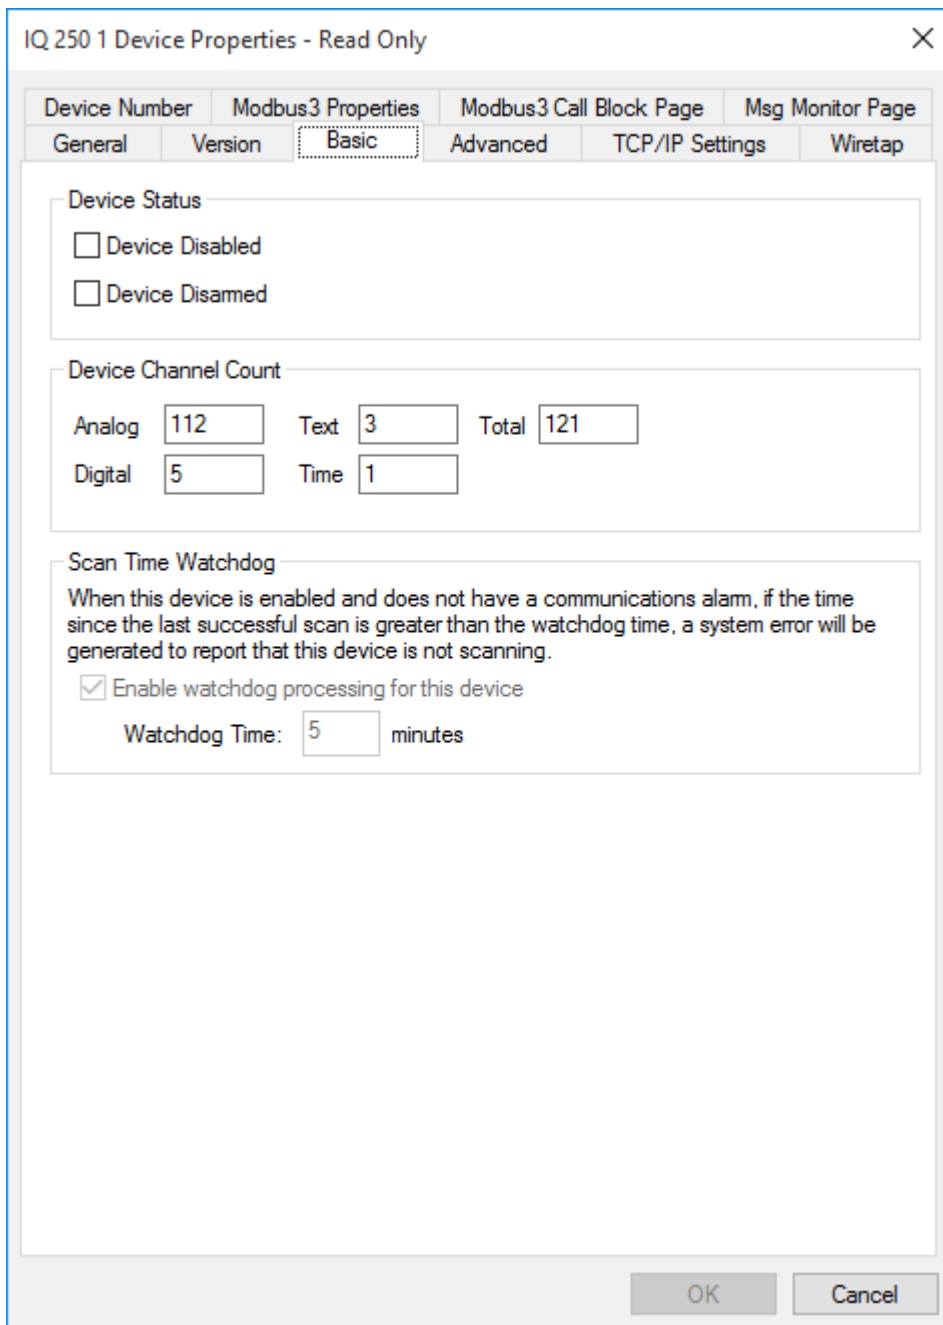 IQ 250 1 Device Properties - Read Only
Device Number Modbus3 Properties Modbus3 Call Block Page Msg Monitor Page
General Version Basic Advanced TCP/IP Settings Wiretap
Device Status
Device Disabled
Device Disarmed
Device Channel Count
Analog 112 Text 3 Total 121
Digital 5 Time 1
Scan Time Watchdog
When this device is enabled and does not have a communications alarm, if the time
since the last successful scan is greater than the watchdog time, a system error will be
generated to report that this device is not scanning.
Enable watchdog processing for this device
Watchdog Time: 5 minutes
OK Cancel